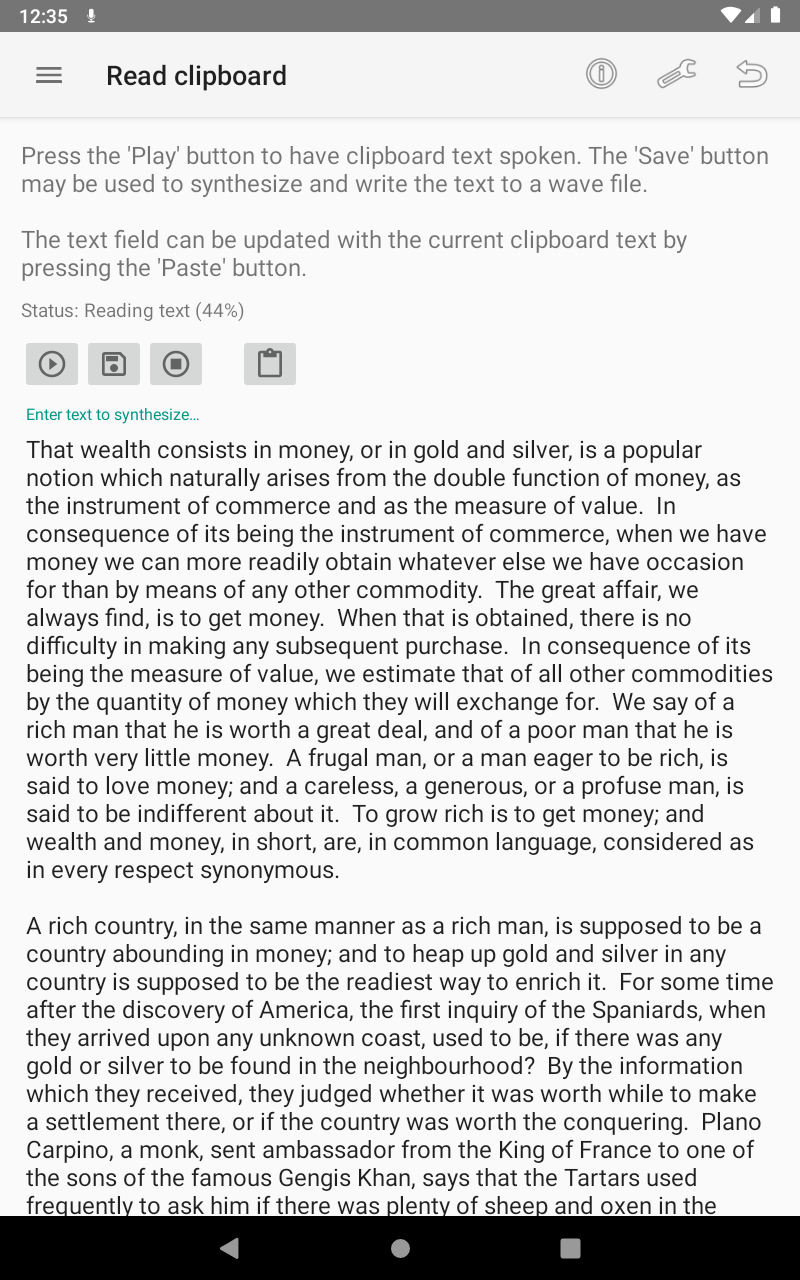 12:35
Read clipboard
Press the 'Play' button to have clipboard text spoken. The 'Save' button
may be used to synthesize and write the text to a wave file.
The text field can be updated with the current clipboard text by
pressing the 'Paste' button.
Status: Reading text (44%)
Enter text to synthesize…
That wealth consists in money, or in gold and silver, is a popular
notion which naturally arises from the double function of money, as
the instrument of commerce and as the measure of value.  In
consequence of its being the instrument of commerce, when we have
money we can more readily obtain whatever else we have occasion
for than by means of any other commodity.  The great affair, we
always find, is to get money.  When that is obtained, there is no
difficulty in making any subsequent purchase.  In consequence of its
being the measure of value, we estimate that of all other commodities
by the quantity of money which they will exchange for.  We say of a
rich man that he is worth a great deal, and of a poor man that he is
worth very little money.  A frugal man, or a man eager to be rich, is
said to love money; and a careless, a generous, or a profuse man, is
said to be indifferent about it.  To grow rich is to get money; and
wealth and money, in short, are, in common language, considered as
in every respect synonymous.
A rich country, in the same manner as a rich man, is supposed to be a
country abounding in money; and to heap up gold and silver in any
country is supposed to be the readiest way to enrich it.  For some time
after the discovery of America, the first inquiry of the Spaniards, when
they arrived upon any unknown coast, used to be, if there was any
gold or silver to be found in the neighbourhood?  By the information
which they received, they judged whether it was worth while to make
a settlement there, or if the country was worth the conquering.  Plano
Carpino, a monk, sent ambassador from the King of France to one of
the sons of the famous Gengis Khan, says that the Tartars used
frequently to ask him if there was plenty of sheep and oxen in the